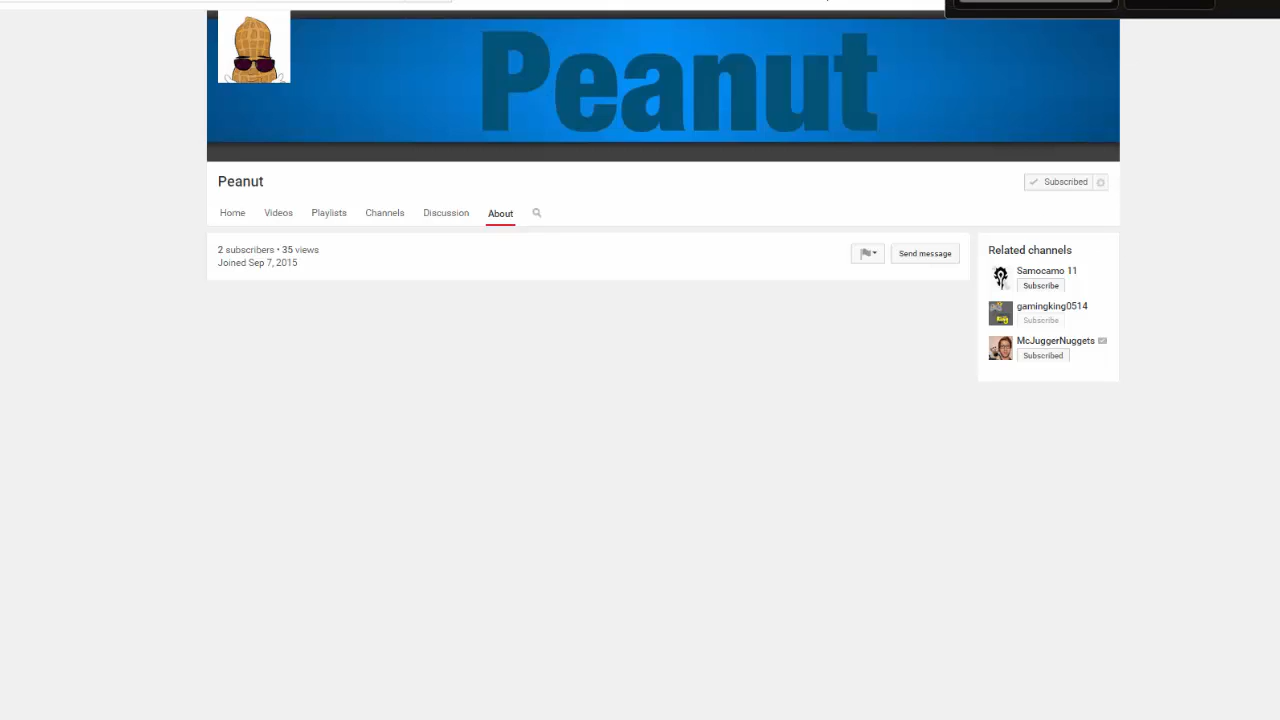 Peanut
Peanut
Subscribed
Home Videos Playlists Channels Discussion About
2 subscribers • 35 views
Joined Sep 7, 2015
Send message
Related channels
Samocamo 11
Subscribe
gamingking0514
Subscribe
McJuggerNuggets
Subscribed